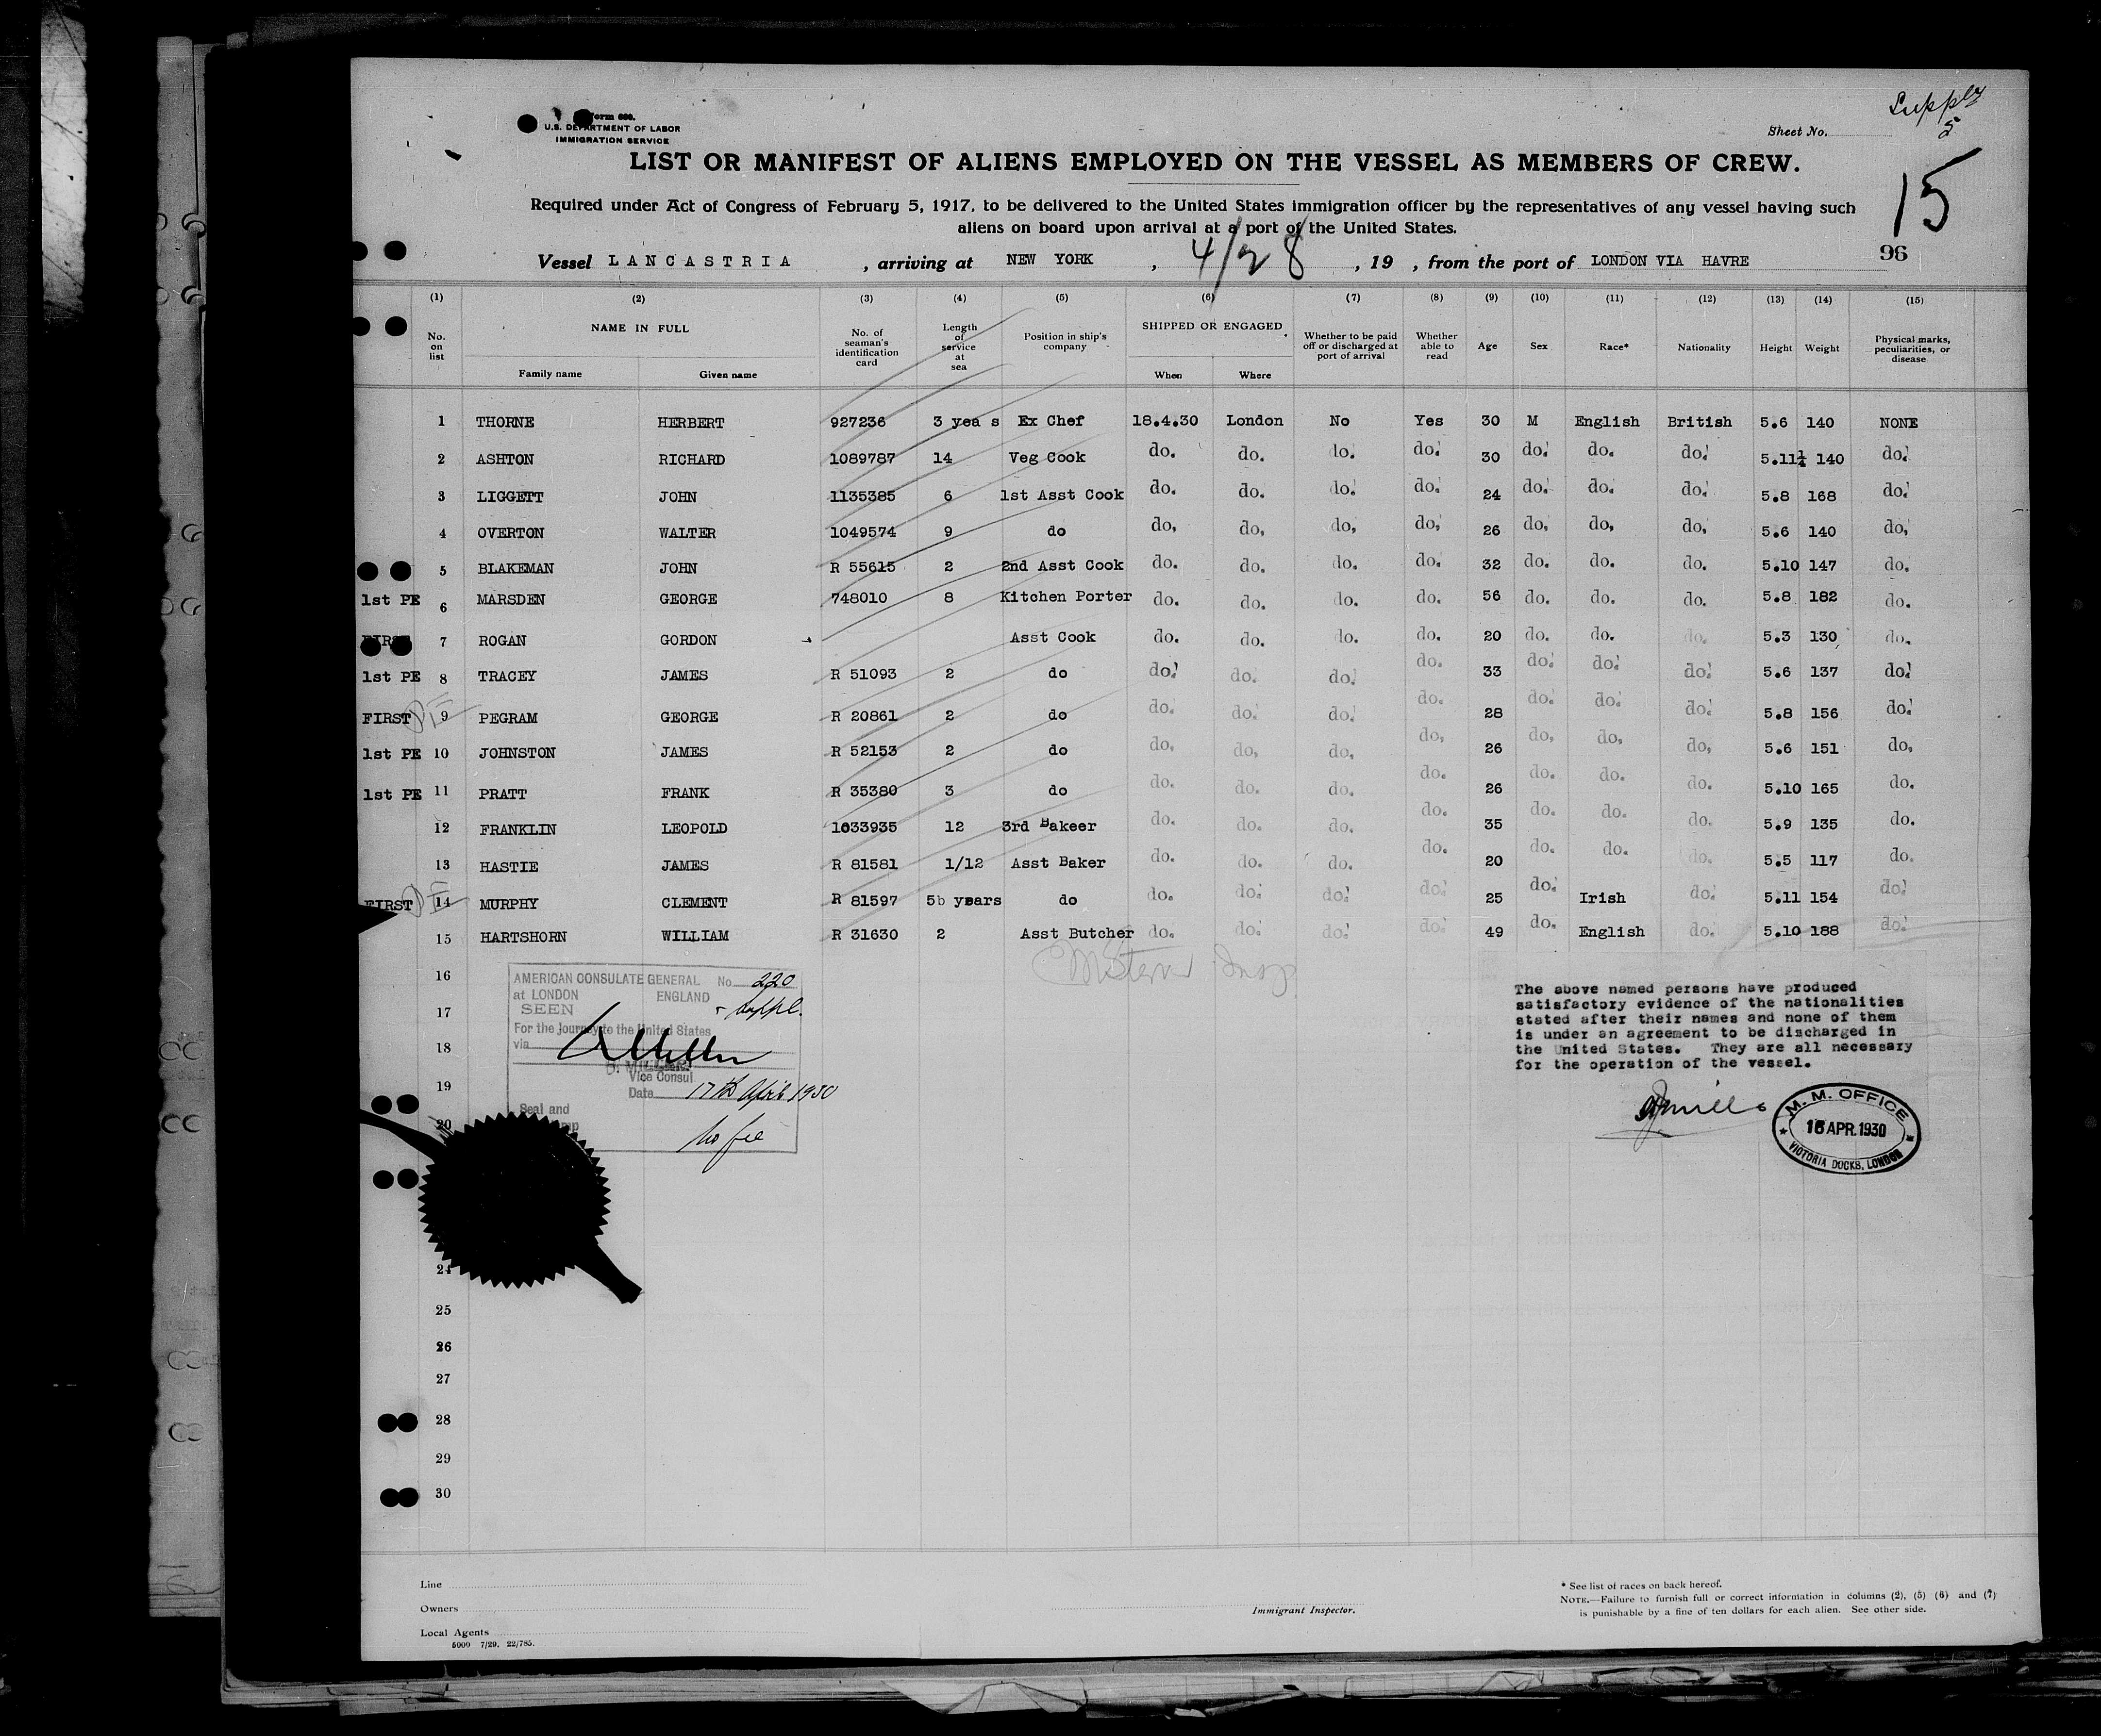 Form 680.
U.S. DEPARTMENT OF LABOR
IMMIGRATION SERVICE
Supply
5
Sheet No.
LIST OR MANIFEST OF ALIENS EMPLOYED ON THE VESSEL AS MEMBERS OF CREW.
15
Required under Act of Congress of February 5, 1917, to be delivered to the United States immigration officer by the representatives of any vessel having such
aliens on board upon arrival at a port of the United States.
96
Vessel LANCASTRIA , arriving at NEW YORK , 4/28 , 19 , from the port of LONDON VIA HAVRE
(1) (2) (3) (4) (5) (6) (7) (8) (9) (10) (11) (12) (13) (14) (15)
No. on list NAME IN FULL Family name Given name No. of seaman's identification card Length of service at sea Position in ship's company SHIPPED OR ENGAGED When Where Whether to be paid off or discharged at port of arrival Whether able to read Age Sex Race* Nationality Height Weight Physical marks, peculiarities, or disease
1 THORNE HERBERT 927236 3 yea s Ex Chef 18.4.30 London No Yes 30 M English British 5.6 140 NONE
2 ASHTON RICHARD 1089787 14 Veg Cook do. do. do. do. 30 do. do. do. 5.11½ 140 do.
3 LIGGETT JOHN 1135385 6 1st Asst Cook do. do. do. do. 24 do. do. do. 5.8 168 do.
4 OVERTON WALTER 1049574 9 do do. do. do. do. 26 do. do. do. 5.6 140 do.
5 BLAKEMAN JOHN R 55615 2 2nd Asst Cook do. do. do. do. 32 do. do. do. 5.10 147 do.
1st PE 6 MARSDEN GEORGE 748010 8 Kitchen Porter do. do. do. do. 56 do. do. do. 5.8 182 do.
FIRST 7 ROGAN GORDON Asst Cook do. do. do. do. 20 do. do. do. 5.3 130 do.
1st PE 8 TRACEY JAMES R 51093 2 do do. do. do. do. 33 do. do. do. 5.6 137 do.
FIRST 9 PEGRAM GEORGE R 20861 2 do do. do. do. do. 28 do. do. do. 5.8 156 do.
1st PE 10 JOHNSTON JAMES R 52153 2 do do. do. do. do. 26 do. do. do. 5.6 151 do.
1st PE 11 PRATT FRANK R 35380 3 do do. do. do. do. 26 do. do. do. 5.10 165 do.
12 FRANKLIN LEOPOLD 1033935 12 3rd Bakeer do. do. do. do. 35 do. do. do. 5.9 135 do.
13 HASTIE JAMES R 81581 1/12 Asst Baker do. do. do. do. 20 do. do. do. 5.5 117 do.
FIRST 14 MURPHY CLEMENT R 81597 5b years do do. do. do. do. 25 do. Irish do. 5.11 154 do.
15 HARTSHORN WILLIAM R 31630 2 Asst Butcher do. do. do. do. 49 do. English do. 5.10 188 do.
16
17
18
19
20
24
25
26
27
28
29
30
AMERICAN CONSULATE GENERAL No 220
at LONDON ENGLAND
SEEN suppl.
For the journey to the United States
via
Vice Consul
Date 17th April 1930
Seal and
No fee
The above named persons have produced
satisfactory evidence of the nationalities
stated after their names and none of them
is under an agreement to be discharged in
the United States. They are all necessary
for the operation of the vessel.
M. M. OFFICE
16 APR. 1930
VICTORIA DOCKS, LONDON
Line
Owners
Local Agents
5000 7/29. 22/785.
Immigrant Inspector.
* See list of races on back hereof.
NOTE.—Failure to furnish full or correct information in columns (2), (5) (6) and (7)
is punishable by a fine of ten dollars for each alien. See other side.